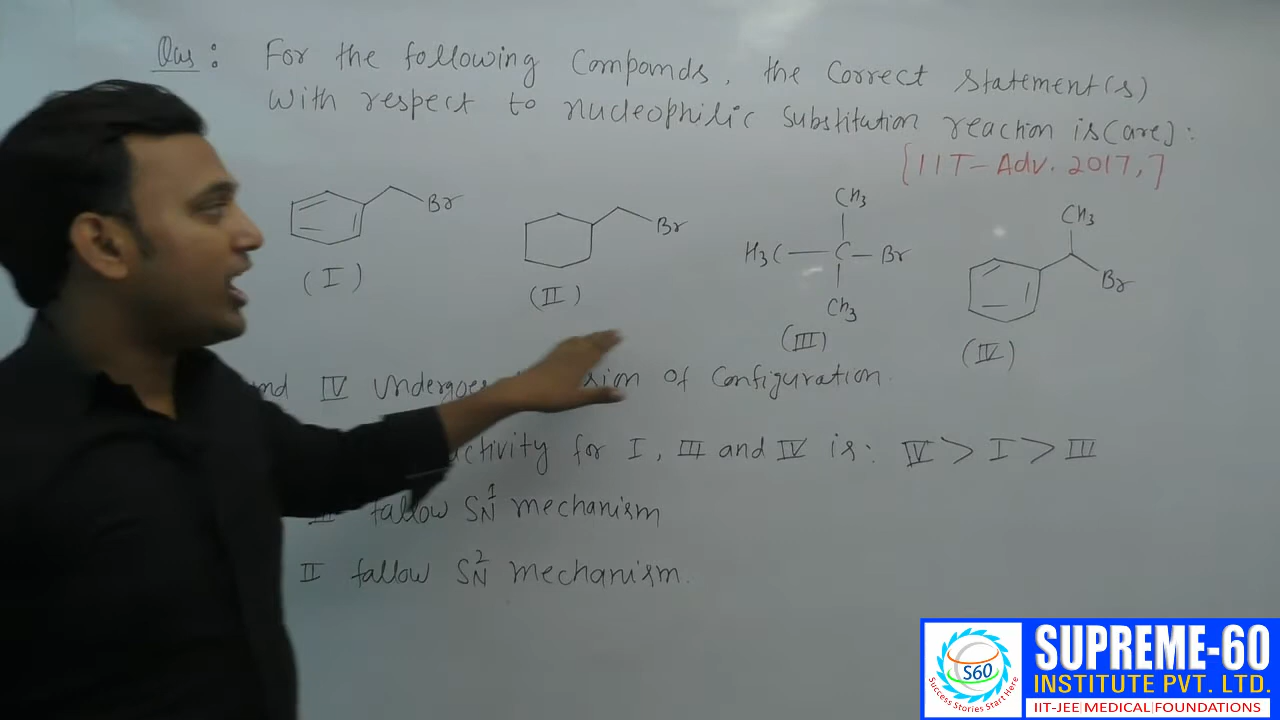 Ques : For the following Compounds, the Correct Statement(s)
with respect to nucleophilic substitution reaction is(are):
[IIT- Adv. 2017,]
Br
(I)
Br
(II)
CH3
H3C — C — Br
CH3
(III)
CH3
Br
(IV)
and IV Undergoes of Configuration.
for I, III and IV is: IV > I > III
fallow SN1 mechanism
II fallow SN2 mechanism.
S60
Success Stories Start Here
SUPREME-60
INSTITUTE PVT. LTD.
IIT-JEE MEDICAL FOUNDATIONS